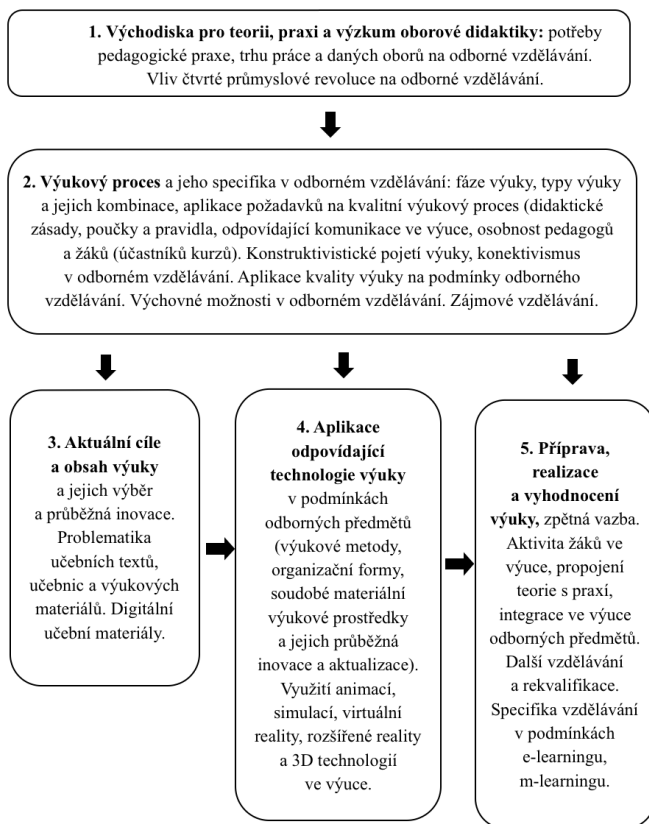 1. Východiska pro teorii, praxi a výzkum oborové didaktiky: potřeby
pedagogické praxe, trhu práce a daných oborů na odborné vzdělávání.
Vliv čtvrté průmyslové revoluce na odborné vzdělávání.
2. Výukový proces a jeho specifika v odborném vzdělávání: fáze výuky, typy výuky
a jejich kombinace, aplikace požadavků na kvalitní výukový proces (didaktické
zásady, poučky a pravidla, odpovídající komunikace ve výuce, osobnost pedagogů
a žáků (účastníků kurzů). Konstruktivistické pojetí výuky, konektivismus
v odborném vzdělávání. Aplikace kvality výuky na podmínky odborného
vzdělávání. Výchovné možnosti v odborném vzdělávání. Zájmové vzdělávání.
3. Aktuální cíle
a obsah výuky
a jejich výběr
a průběžná inovace.
Problematika
učebních textů,
učebnic a výukových
materiálů. Digitální
učební materiály.
4. Aplikace
odpovídající
technologie výuky
v podmínkách
odborných předmětů
(výukové metody,
organizační formy,
soudobé materiální
výukové prostředky
a jejich průběžná
inovace a aktualizace).
Využití animací,
simulací, virtuální
reality, rozšířené reality
a 3D technologií
ve výuce.
5. Příprava,
realizace
a vyhodnocení
výuky, zpětná vazba.
Aktivita žáků ve
výuce, propojení
teorie s praxí,
integrace ve výuce
odborných předmětů.
Další vzdělávání
a rekvalifikace.
Specifika vzdělávání
v podmínkách
e-learningu,
m-learningu.